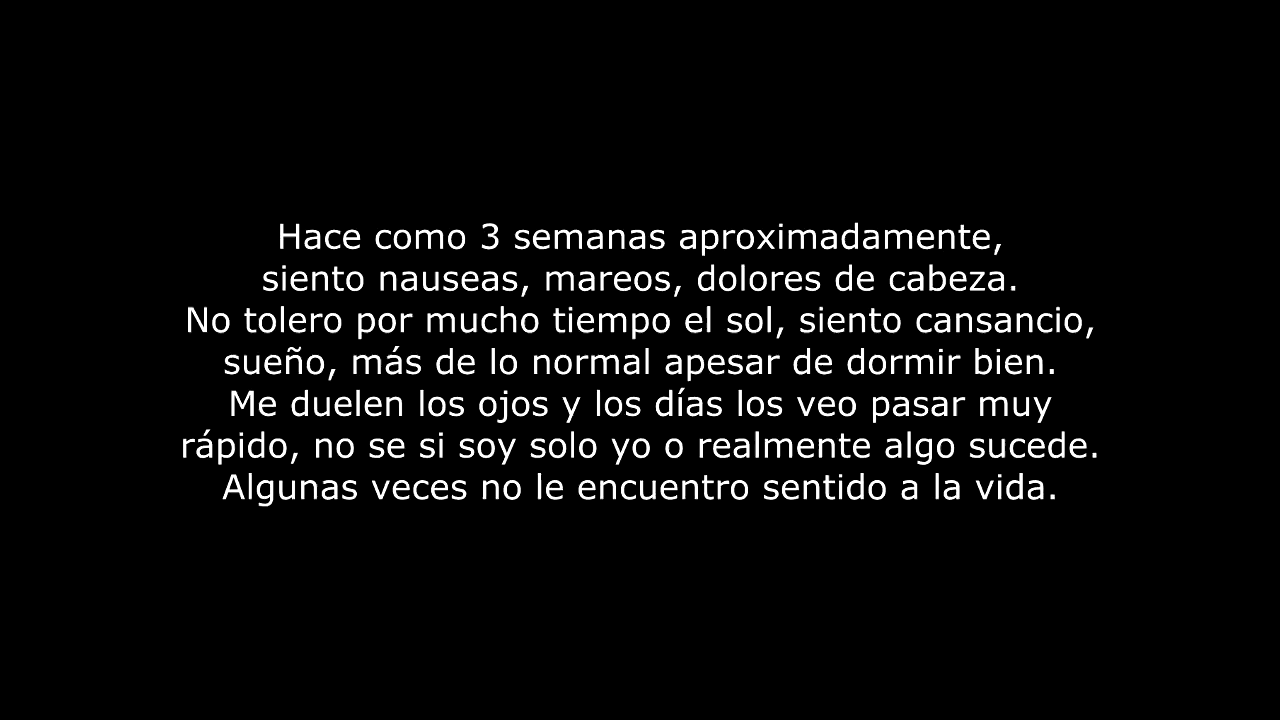 Hace como 3 semanas aproximadamente,
siento nauseas, mareos, dolores de cabeza.
No tolero por mucho tiempo el sol, siento cansancio,
sueño, más de lo normal apesar de dormir bien.
Me duelen los ojos y los días los veo pasar muy
rápido, no se si soy solo yo o realmente algo sucede.
Algunas veces no le encuentro sentido a la vida.